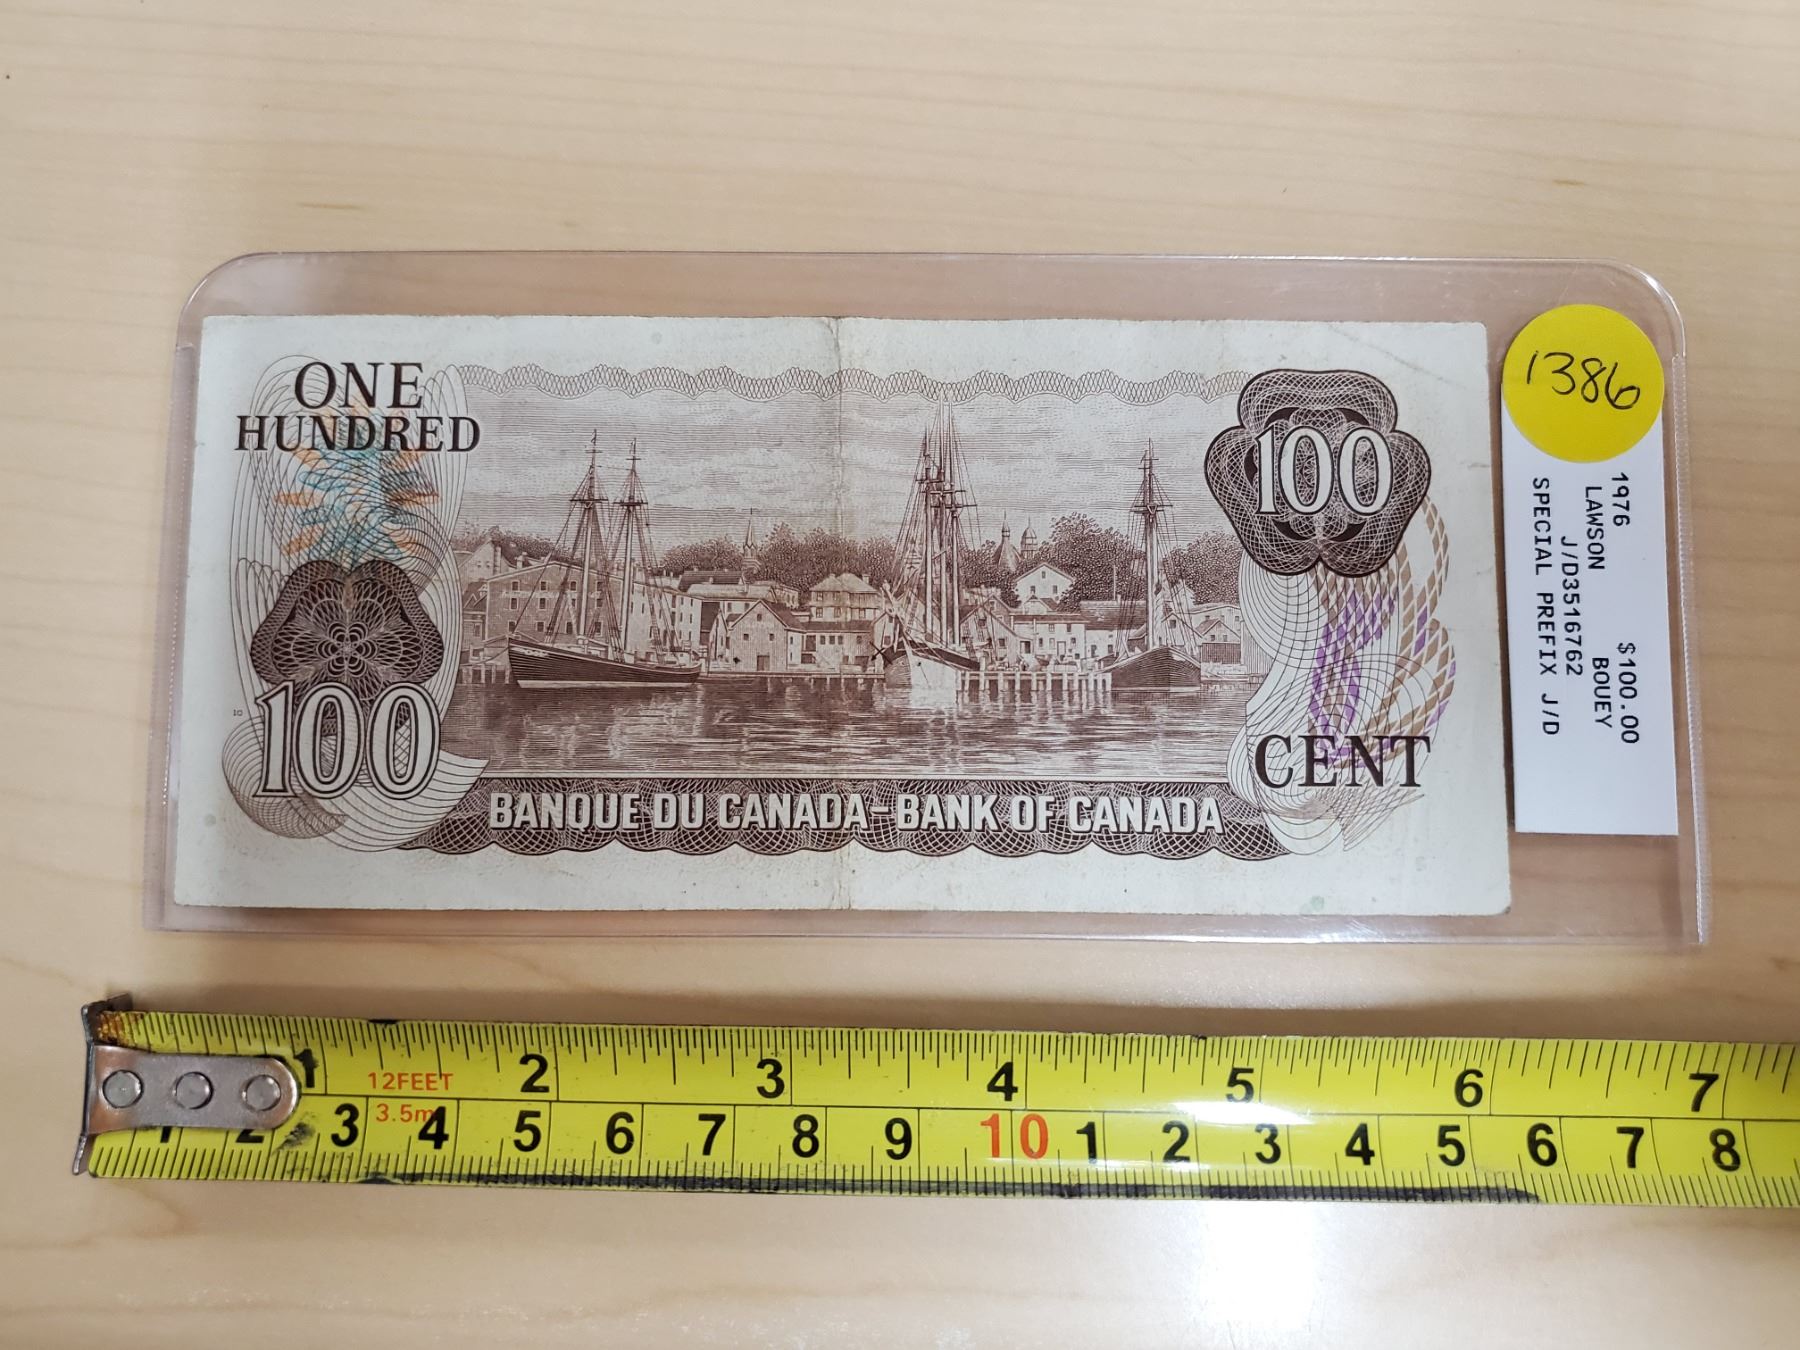 ONE
HUNDRED
100
100
CENT
BANQUE DU CANADA-BANK OF CANADA
1386
1976 $100.00
LAWSON BOUEY
J/D3516762
SPECIAL PREFIX J/D
1 2 3 4 5 6 7
12FEET
3.5m
1 2 3 4 5 6 7 8 9 10 1 2 3 4 5 6 7 8